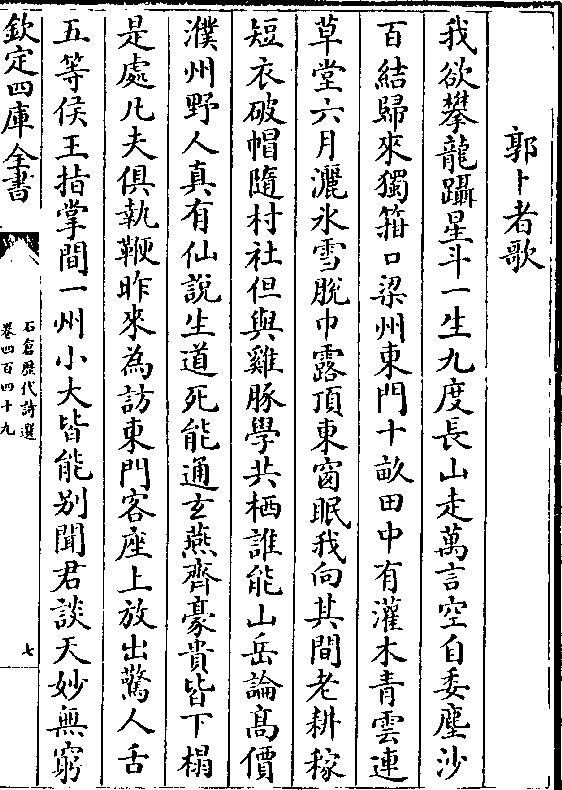 郭卜者歌
我欲攀龍躡星斗一生九度長山走萬言空自委塵沙
百結歸來獨箝口梁州東門十畝田中有灌木青雲連
草堂六月灑氷雪脫巾露頂東窗眠我向其間老耕稼
短衣破帽隨村社但與雞豚學共栖誰能山岳論髙價
濮州野人真有仙說生道死能通玄燕齊豪貴皆下榻
是處凡夫俱執鞭昨來為訪東門客座上放出驚人舌
五等侯王指掌間一州小大皆能別聞君談天妙無窮
欽定四庫全書
石倉歷代詩選
卷四百四十九
七